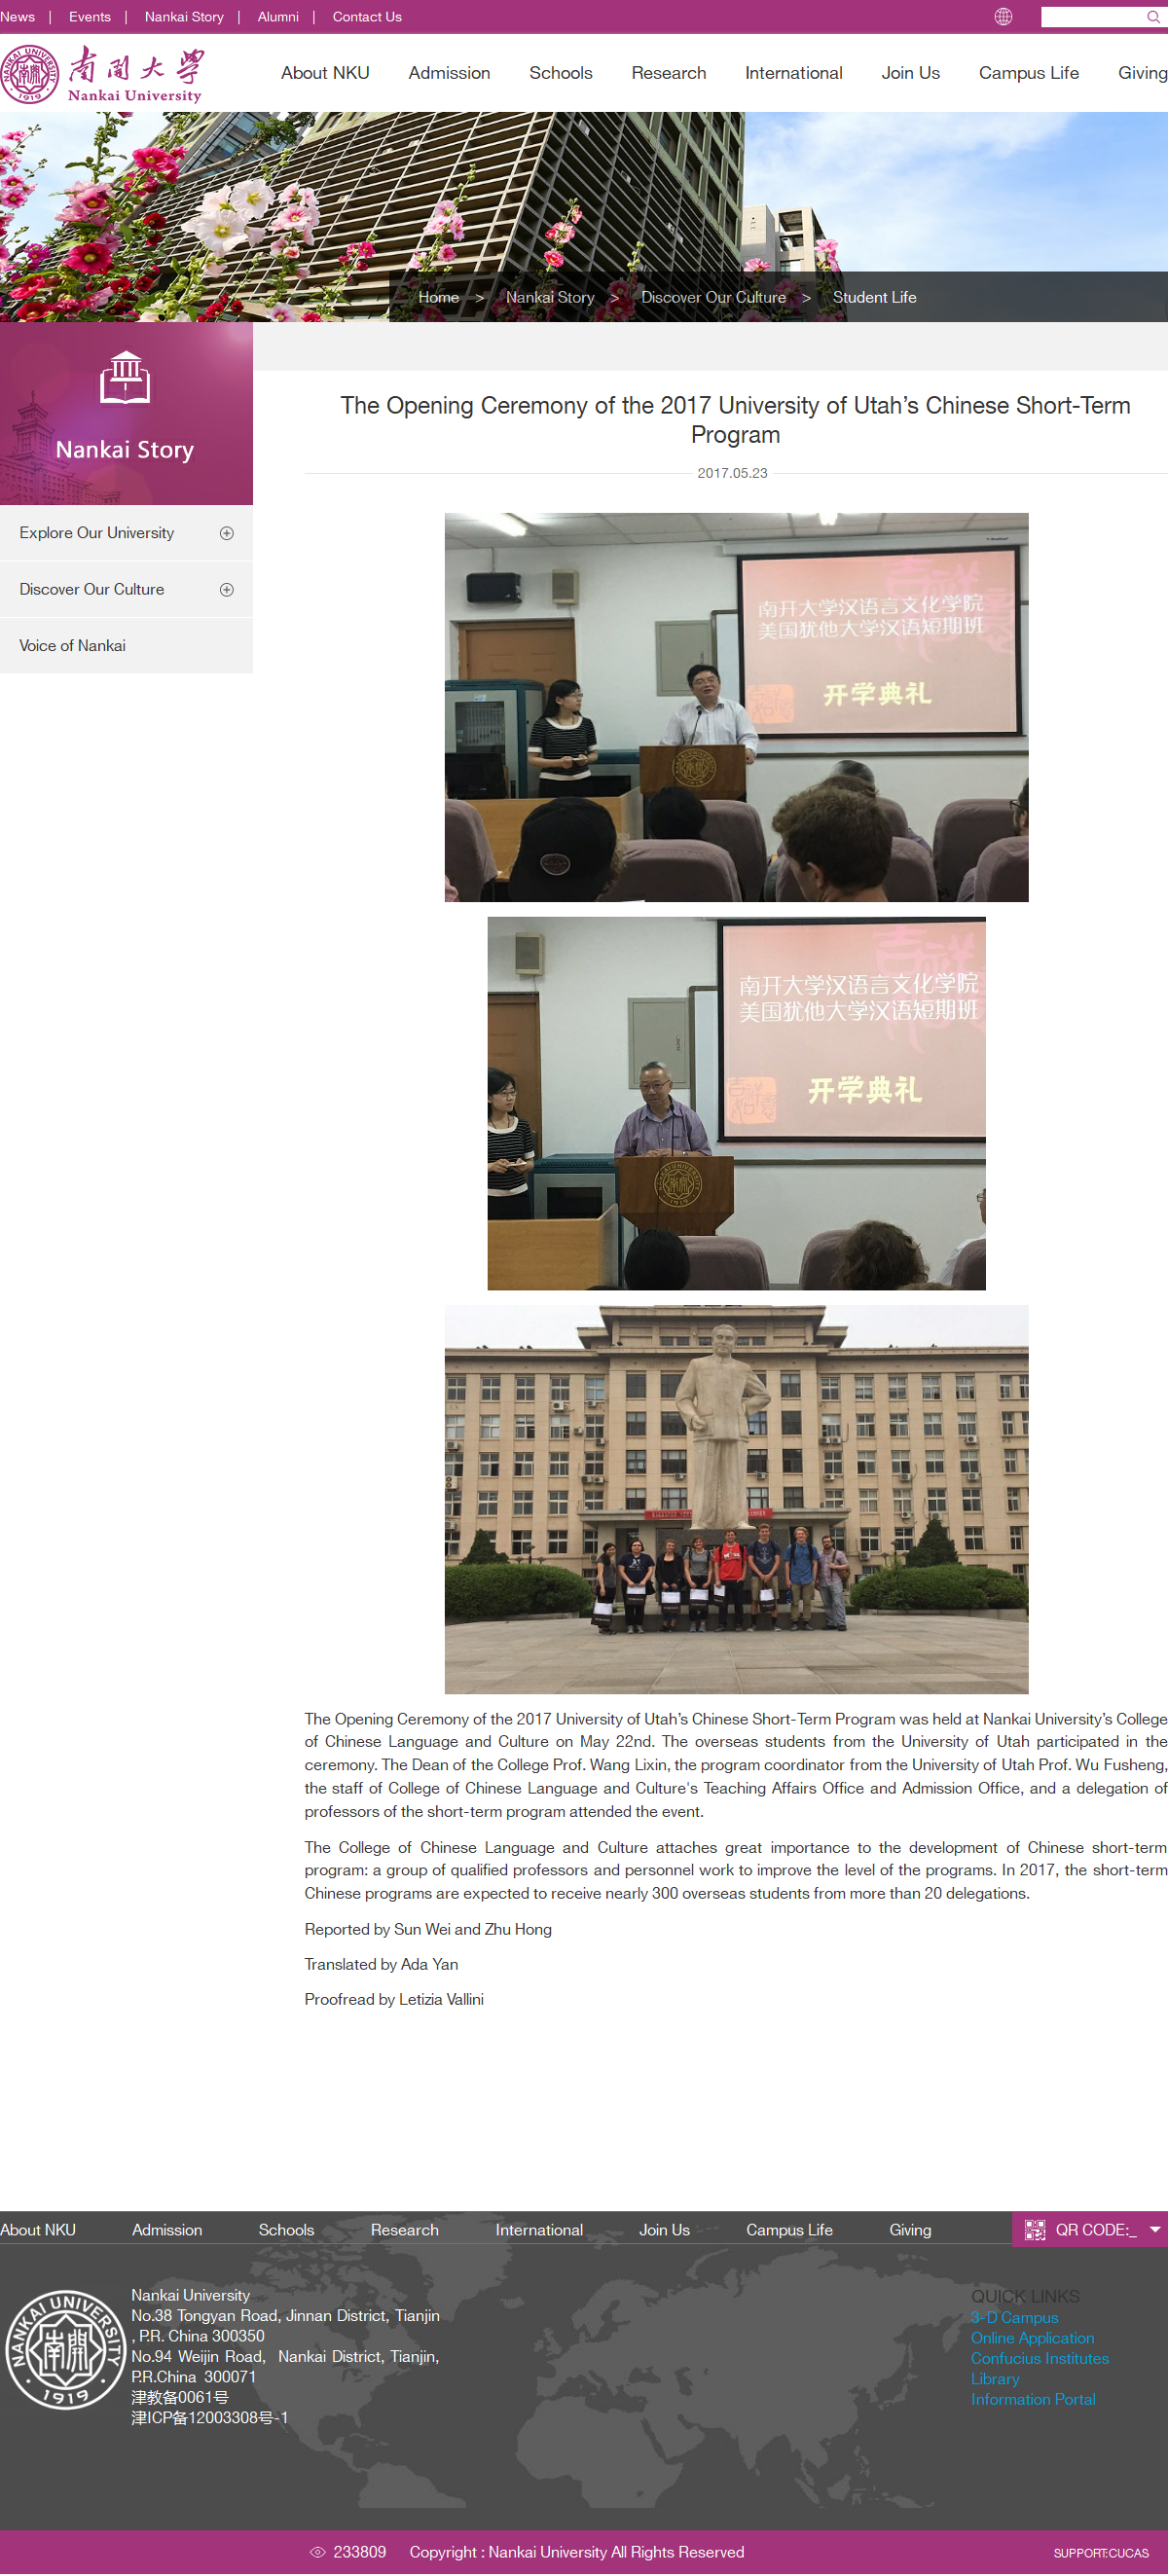 News | Events | Nankai Story | Alumni | Contact Us
NANKAI UNIVERSITY
1919
南开大学
Nankai University
About NKU Admission Schools Research International Join Us Campus Life Giving
Home > Nankai Story > Discover Our Culture > Student Life
Nankai Story
Explore Our University
Discover Our Culture
Voice of Nankai
The Opening Ceremony of the 2017 University of Utah’s Chinese Short-Term
Program
2017.05.23
南开大学汉语言文化学院
美国犹他大学汉语短期班
开学典礼
NANKAI UNIVERSITY
1919
南开大学汉语言文化学院
美国犹他大学汉语短期班
开学典礼
NANKAI UNIVERSITY
1919
The Opening Ceremony of the 2017 University of Utah’s Chinese Short-Term Program was held at Nankai University’s College
of Chinese Language and Culture on May 22nd. The overseas students from the University of Utah participated in the
ceremony. The Dean of the College Prof. Wang Lixin, the program coordinator from the University of Utah Prof. Wu Fusheng,
the staff of College of Chinese Language and Culture's Teaching Affairs Office and Admission Office, and a delegation of
professors of the short-term program attended the event.
The College of Chinese Language and Culture attaches great importance to the development of Chinese short-term
program: a group of qualified professors and personnel work to improve the level of the programs. In 2017, the short-term
Chinese programs are expected to receive nearly 300 overseas students from more than 20 delegations.
Reported by Sun Wei and Zhu Hong
Translated by Ada Yan
Proofread by Letizia Vallini
About NKU Admission Schools Research International Join Us Campus Life Giving QR CODE:_
NANKAI UNIVERSITY
1919
Nankai University
No.38 Tongyan Road, Jinnan District, Tianjin
, P.R. China 300350
No.94 Weijin Road, Nankai District, Tianjin,
P.R.China 300071
津教备0061号
津ICP备12003308号-1
QUICK LINKS
3-D Campus
Online Application
Confucius Institutes
Library
Information Portal
233809 Copyright : Nankai University All Rights Reserved
SUPPORT:CUCAS